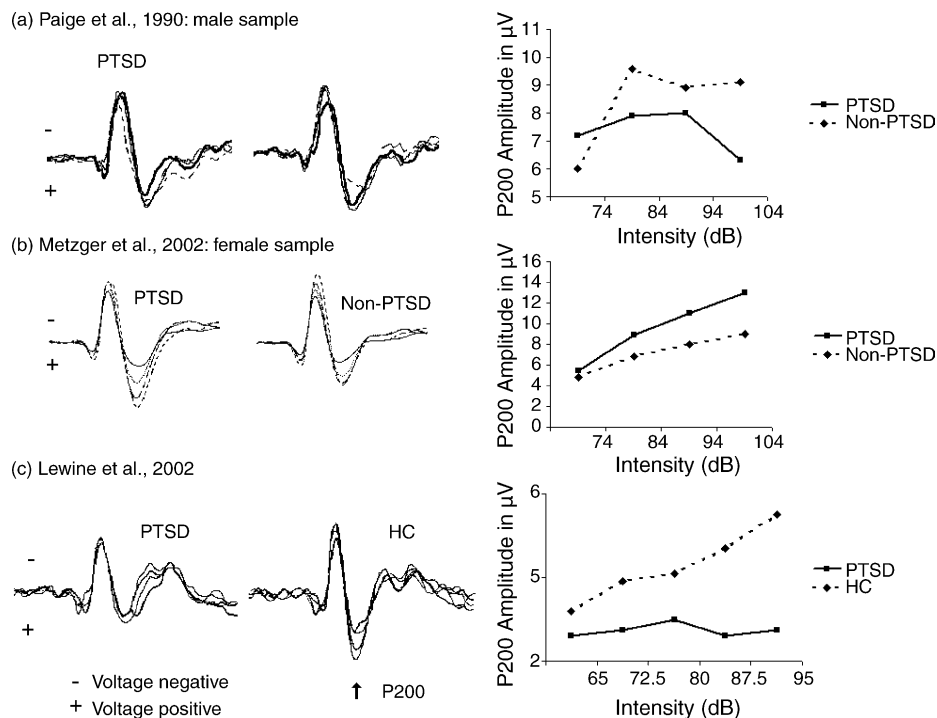 (a) Paige et al., 1990: male sample
PTSD
-
+
P200 Amplitude in µV
11
10
9
8
7
6
5
74 84 94 104
Intensity (dB)
PTSD
Non-PTSD
(b) Metzger et al., 2002: female sample
PTSD
Non-PTSD
-
+
P200 Amplitude in µV
16
14
12
10
8
6
4
2
0
74 84 94 104
Intensity (dB)
PTSD
Non-PTSD
(c) Lewine et al., 2002
PTSD
HC
-
+
P200 Amplitude in µV
6
5
2
65 72.5 80 87.5 95
Intensity (dB)
PTSD
HC
- Voltage negative
+ Voltage positive
P200